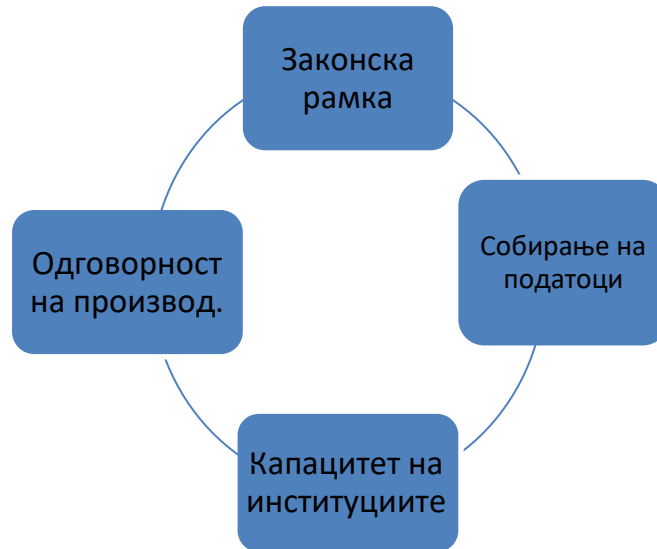 Законска
рамка
Собирање на
податоци
Капацитет на
институциите
Одговорност
на производ.